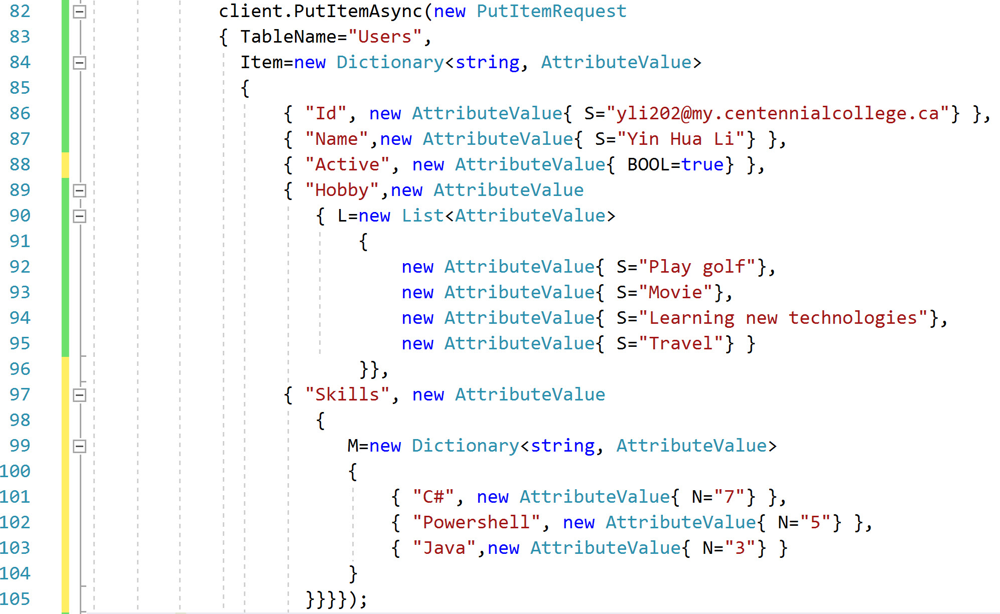 82 client.PutItemAsync(new PutItemRequest
83 { TableName="Users",
84 Item=new Dictionary<string, AttributeValue>
85 {
86 { "Id", new AttributeValue{ S="yli202@my.centennialcollege.ca"} },
87 { "Name",new AttributeValue{ S="Yin Hua Li"} },
88 { "Active", new AttributeValue{ BOOL=true} },
89 { "Hobby",new AttributeValue
90 { L=new List<AttributeValue>
91 {
92 new AttributeValue{ S="Play golf"},
93 new AttributeValue{ S="Movie"},
94 new AttributeValue{ S="Learning new technologies"},
95 new AttributeValue{ S="Travel"} }
96 }},
97 { "Skills", new AttributeValue
98 {
99 M=new Dictionary<string, AttributeValue>
100 {
101 { "C#", new AttributeValue{ N="7"} },
102 { "Powershell", new AttributeValue{ N="5"} },
103 { "Java",new AttributeValue{ N="3"} }
104 }
105 }}}});